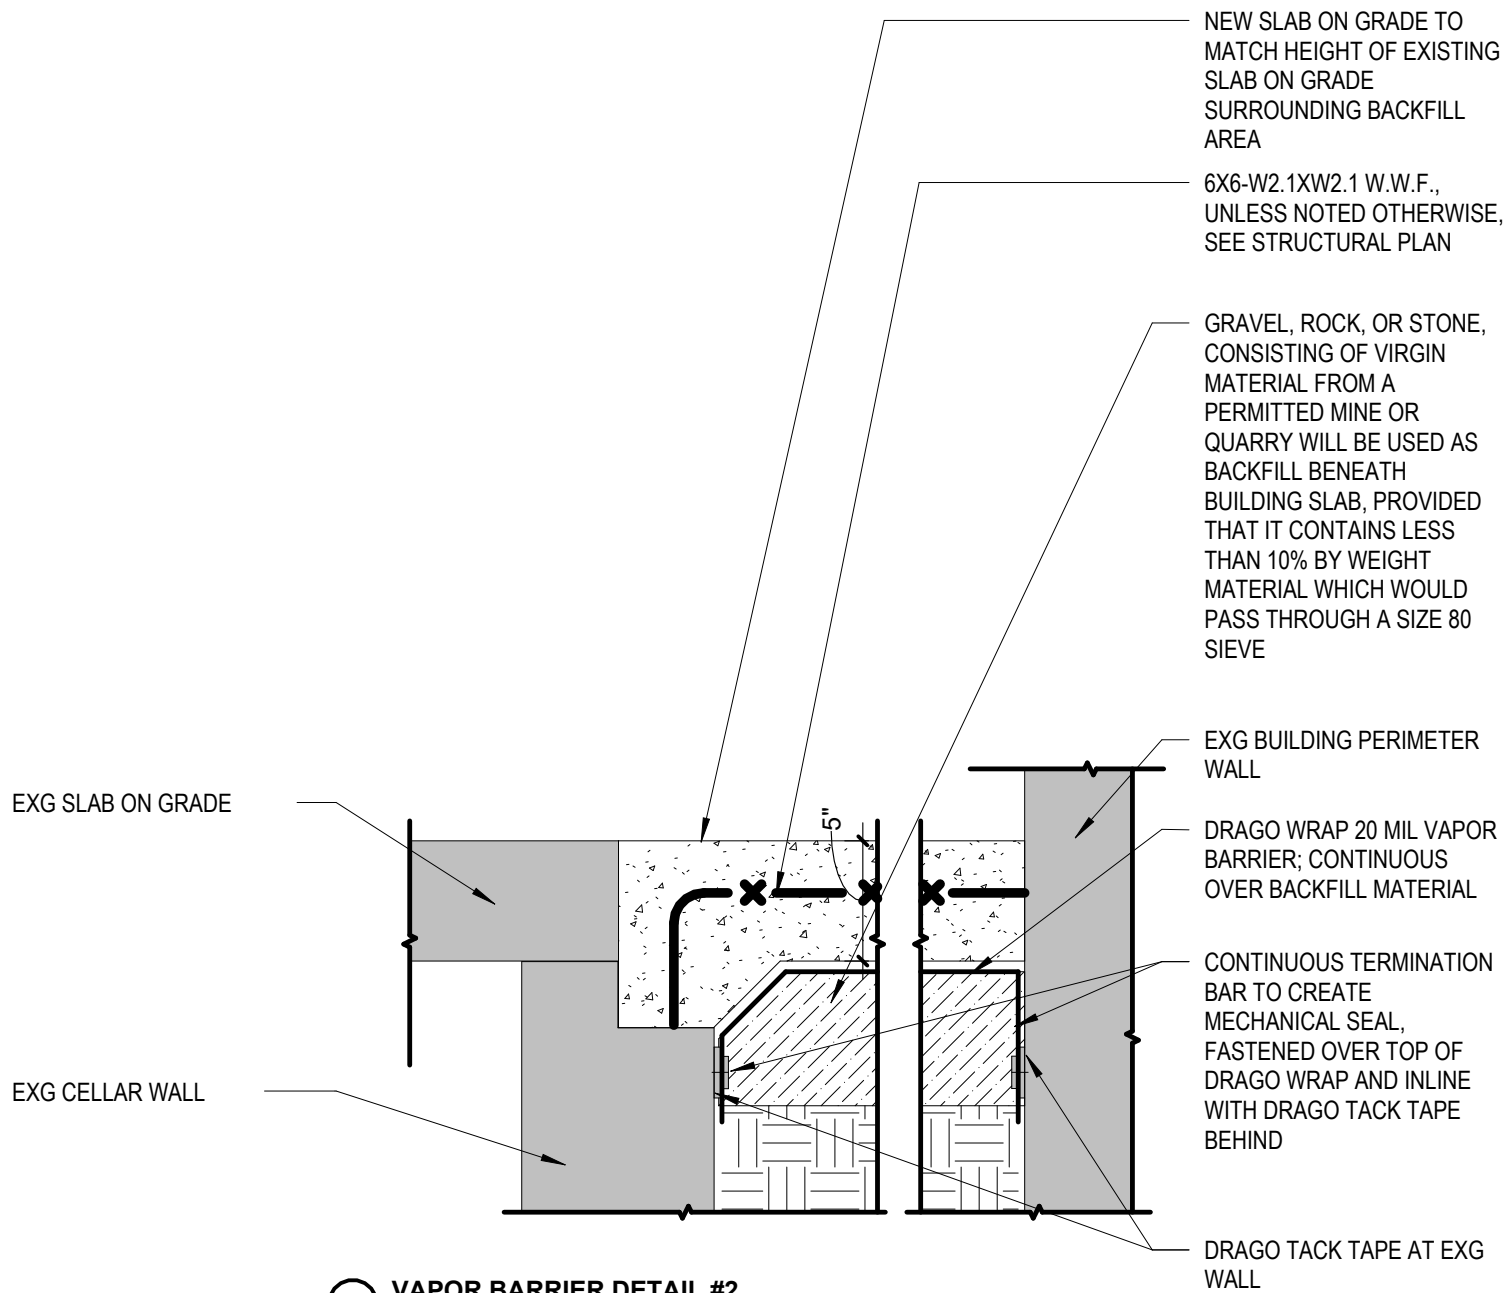 NEW SLAB ON GRADE TO
MATCH HEIGHT OF EXISTING
SLAB ON GRADE
SURROUNDING BACKFILL
AREA
6X6-W2.1XW2.1 W.W.F.,
UNLESS NOTED OTHERWISE,
SEE STRUCTURAL PLAN
GRAVEL, ROCK, OR STONE,
CONSISTING OF VIRGIN
MATERIAL FROM A
PERMITTED MINE OR
QUARRY WILL BE USED AS
BACKFILL BENEATH
BUILDING SLAB, PROVIDED
THAT IT CONTAINS LESS
THAN 10% BY WEIGHT
MATERIAL WHICH WOULD
PASS THROUGH A SIZE 80
SIEVE
EXG BUILDING PERIMETER
WALL
EXG SLAB ON GRADE
5"
DRAGO WRAP 20 MIL VAPOR
BARRIER; CONTINUOUS
OVER BACKFILL MATERIAL
CONTINUOUS TERMINATION
BAR TO CREATE
MECHANICAL SEAL,
FASTENED OVER TOP OF
DRAGO WRAP AND INLINE
WITH DRAGO TACK TAPE
BEHIND
EXG CELLAR WALL
DRAGO TACK TAPE AT EXG
WALL
VAPOR BARRIER DETAIL #2